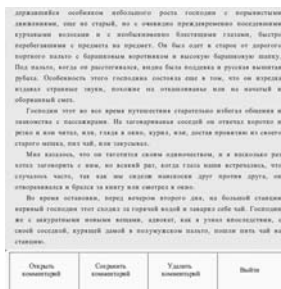 державшийся особняком небольшого роста господин с порывистыми
движениями, еще не старый, но с очевидно преждевременно поседевшими
курчавыми волосами и с необыкновенно блестящими глазами, быстро
перебегавшими с предмета на предмет. Он был одет в старое от дорогого
портного пальто с барашковым воротником и высокую барашковую шапку.
Под пальто, когда он расстегивался, видна была поддевка и русская вышитая
рубаха. Особенность этого господина состояла еще в том, что он изредка
издавал странные звуки, похожие на откашливанье или на начатый и
оборванный смех.
Господин этот во все время путешествия старательно избегал общения и
знакомства с пассажирами. На заговариванья соседей он отвечал коротко и
резко и или читал, или, глядя в окно, курил, или, достав провизию из своего
старого мешка, пил чай, или закусывал.
Мне казалось, что он тяготится своим одиночеством, и я несколько раз
хотел заговорить с ним, но всякий раз, когда глаза наши встречались, что
случалось часто, так как мы сидели наискоски друг против друга, он
отворачивался и брался за книгу или смотрел в окно.
Во время остановки, перед вечером второго дня, на большой станции
нервный господин этот сходил за горячей водой и заварил себе чай. Господин
же с аккуратными новыми вещами, адвокат, как я узнал впоследствии, с
своей соседкой, курящей дамой в полумужском пальто, пошли пить чай на
станцию.
Открыть комментарий
Сохранить комментарий
Удалить комментарий
Выйти